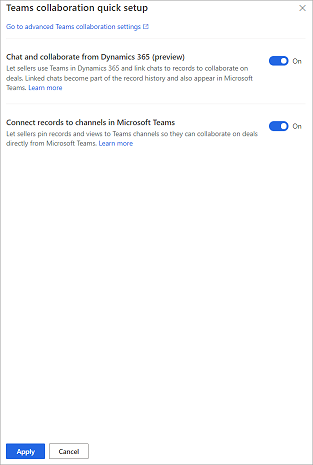 Teams collaboration quick setup
Go to advanced Teams collaboration settings
Chat and collaborate from Dynamics 365 (preview)
Let sellers use Teams in Dynamics 365 and link chats to records to collaborate on
deals. Linked chats become part of the record history and also appear in Microsoft
Teams. Learn more
On
Connect records to channels in Microsoft Teams
Let sellers pin records and views to Teams channels so they can collaborate on deals
directly from Microsoft Teams. Learn more
On
Apply
Cancel